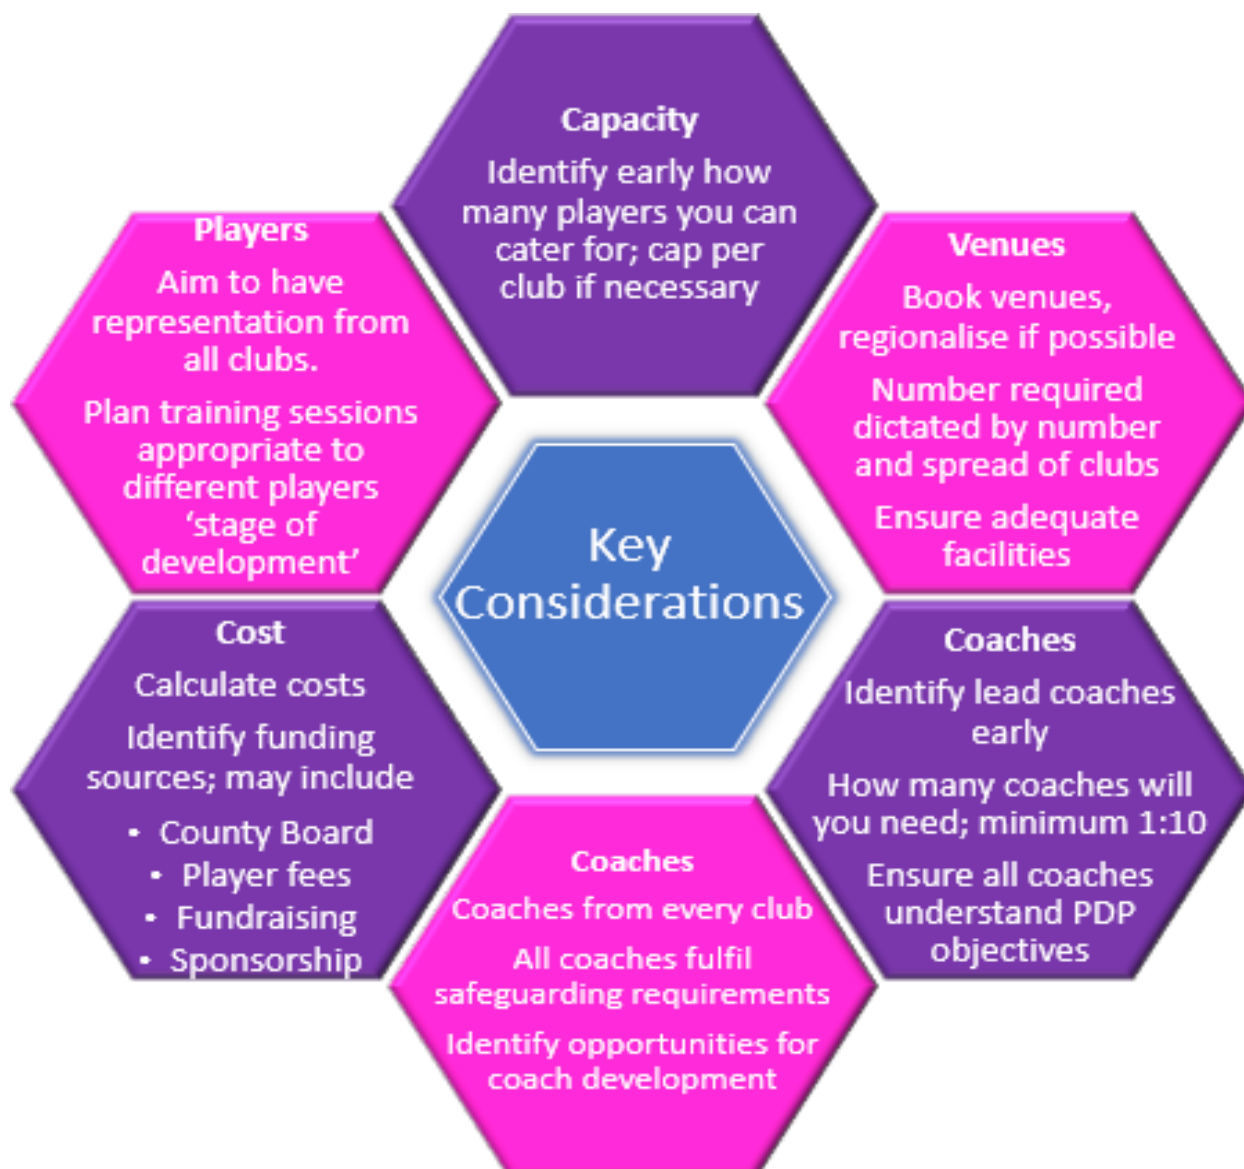 Capacity
Identify early how
many players you can
cater for; cap per
club if necessary
Players
Aim to have
representation from
all clubs.
Plan training sessions
appropriate to
different players
‘stage of
development’
Venues
Book venues,
regionalise if possible
Number required
dictated by number
and spread of clubs
Ensure adequate
facilities
Key
Considerations
Cost
Calculate costs
Identify funding
sources; may include
• County Board
• Player fees
• Fundraising
• Sponsorship
Coaches
Identify lead coaches
early
How many coaches will
you need; minimum 1:10
Ensure all coaches
understand PDP
objectives
Coaches
Coaches from every club
All coaches fulfil
safeguarding requirements
Identify opportunities for
coach development